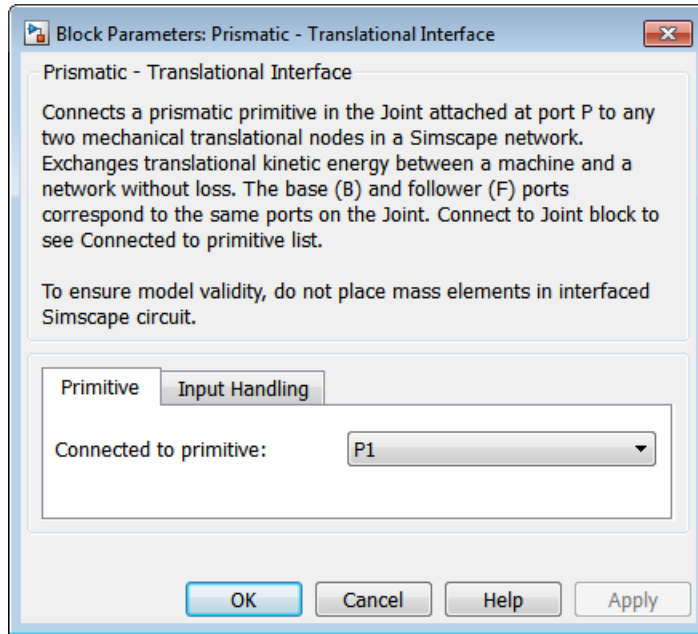 Block Parameters: Prismatic - Translational Interface
Prismatic - Translational Interface
Connects a prismatic primitive in the Joint attached at port P to any
two mechanical translational nodes in a Simscape network.
Exchanges translational kinetic energy between a machine and a
network without loss. The base (B) and follower (F) ports
correspond to the same ports on the Joint. Connect to Joint block to
see Connected to primitive list.
To ensure model validity, do not place mass elements in interfaced
Simscape circuit.
Primitive Input Handling
Connected to primitive: P1
OK Cancel Help Apply